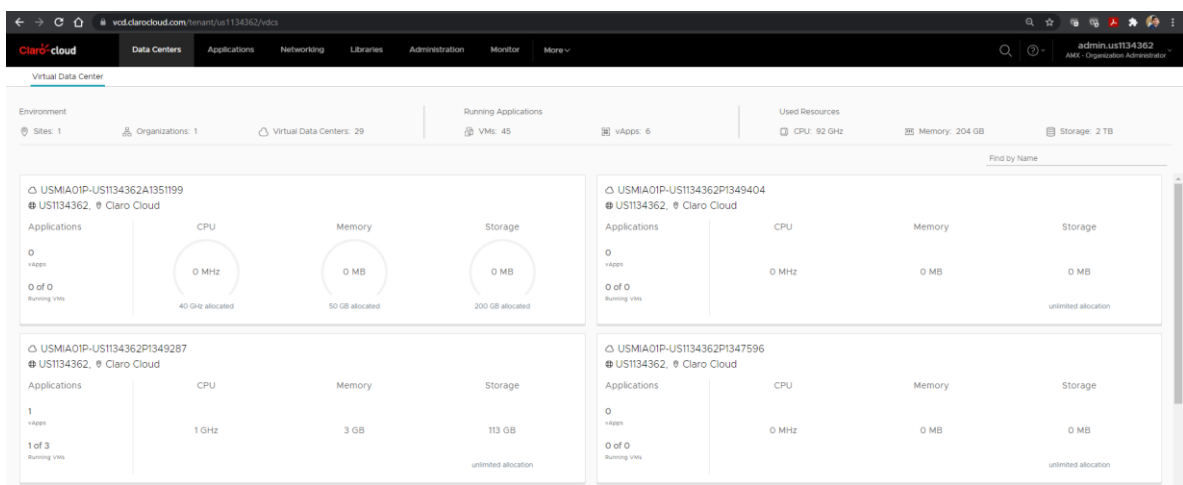 vcd.clarocloud.com/tenant/us1134362/vdcs
Claro cloud Data Centers Applications Networking Libraries Administration Monitor More admin.us1134362
AMX - Organization Administrator
Virtual Data Center
Environment Running Applications Used Resources
Sites: 1 Organizations: 1 Virtual Data Centers: 29 VMs: 45 vApps: 6 CPU: 92 GHz Memory: 204 GB Storage: 2 TB
Find by Name
USMIA01P-US1134362A1351199
US1134362, Claro Cloud
Applications CPU Memory Storage
0
vApps
0 MHz 0 MB 0 MB
0 of 0
Running VMs
40 GHz allocated 50 GB allocated 200 GB allocated
USMIA01P-US1134362P1349404
US1134362, Claro Cloud
Applications CPU Memory Storage
0
vApps
0 MHz 0 MB 0 MB
0 of 0
Running VMs
unlimited allocation
USMIA01P-US1134362P1349287
US1134362, Claro Cloud
Applications CPU Memory Storage
1
vApps
1 GHz 3 GB 113 GB
1 of 3
Running VMs
unlimited allocation
USMIA01P-US1134362P1347596
US1134362, Claro Cloud
Applications CPU Memory Storage
0
vApps
0 MHz 0 MB 0 MB
0 of 0
Running VMs
unlimited allocation